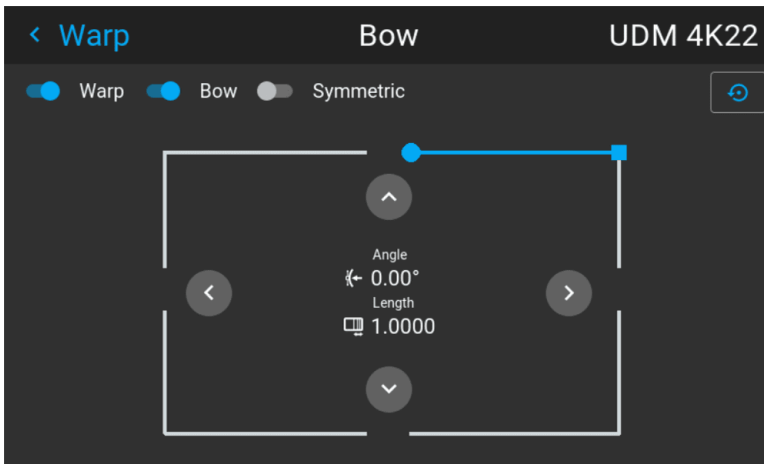 Warp Bow UDM 4K22
Warp Bow Symmetric
Angle
0.00°
Length
1.0000